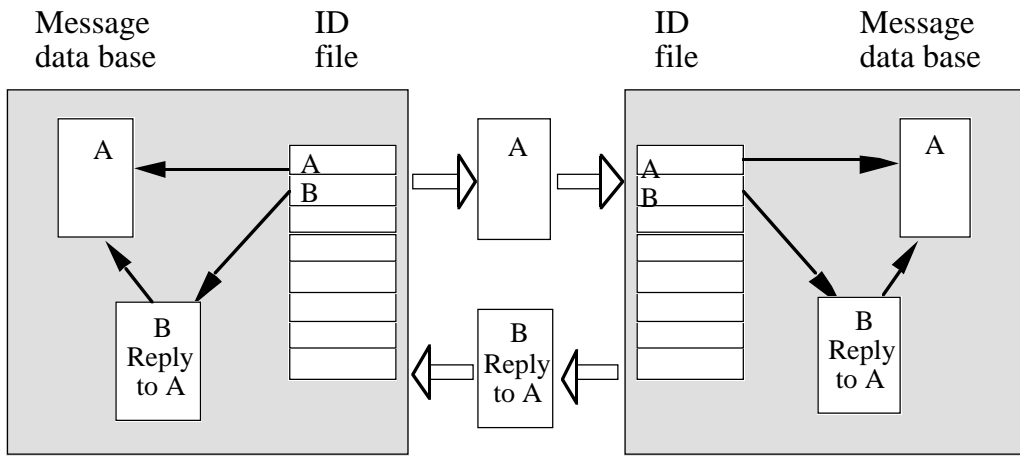 Message
data base
ID
file
ID
file
Message
data base
A
A
B
B
Reply
to A
A
B
Reply
to A
A
B
A
B
Reply
to A